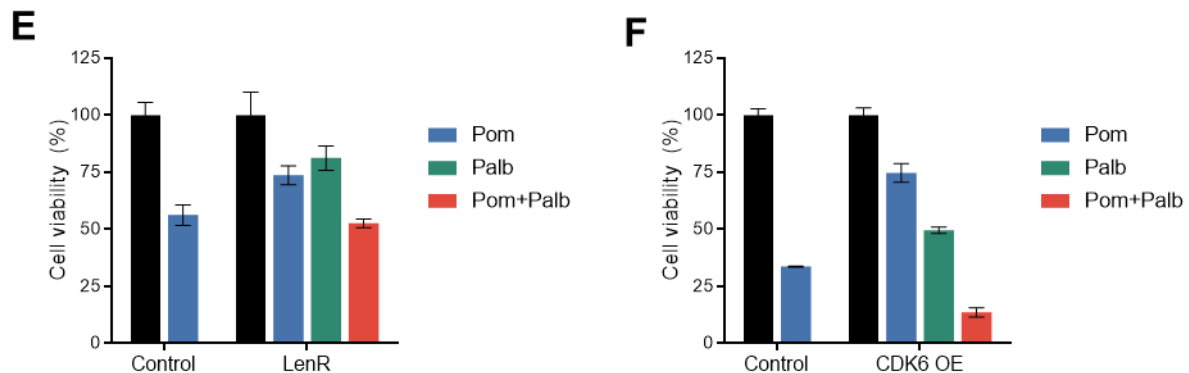 E
125
100
75
50
25
0
Cell viability (%)
Control
LenR
Pom
Palb
Pom+Palb
F
125
100
75
50
25
0
Cell viability (%)
Control
CDK6 OE
Pom
Palb
Pom+Palb